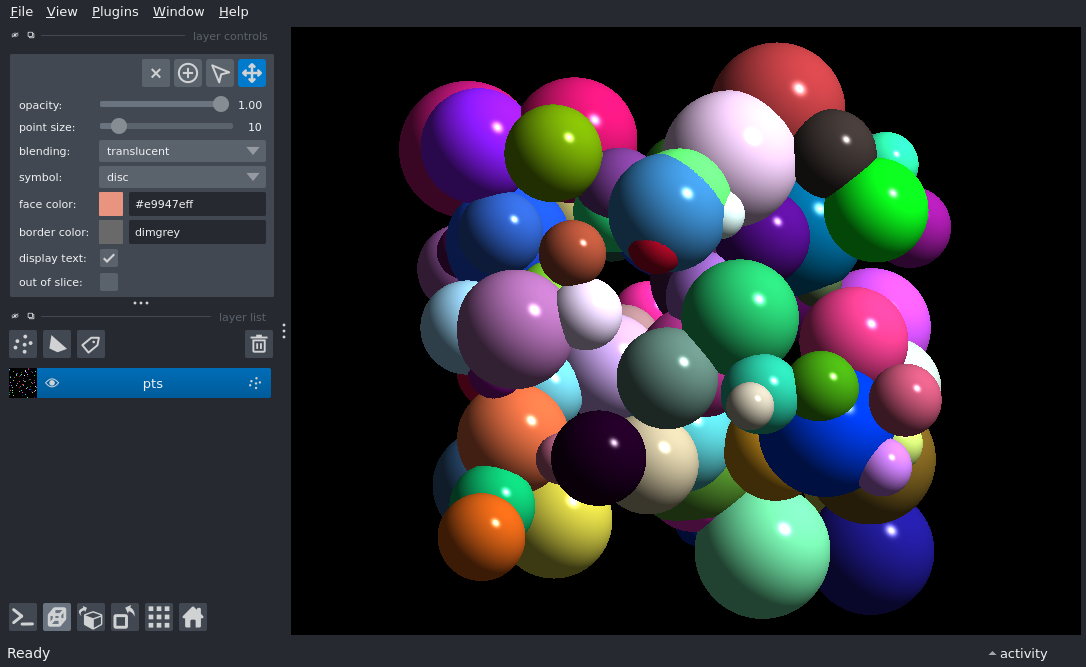 File View Plugins Window Help
layer controls
opacity: 1.00
point size: 10
blending: translucent
symbol: disc
face color: #e9947eff
border color: dimgrey
display text:
out of slice:
layer list
pts
Ready
activity